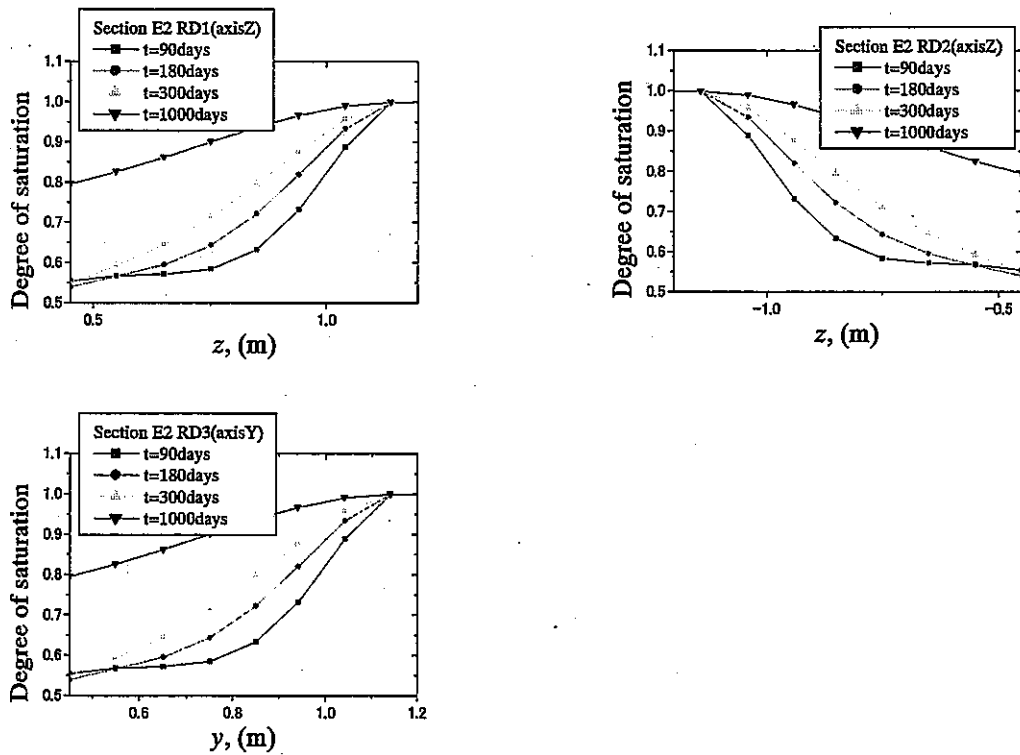 Section E2 RD1(axisZ)
t=90days
t=180days
t=300days
t=1000days
1.1
1.0
0.9
0.8
0.7
0.6
0.5
Degree of saturation
0.5
1.0
z, (m)
Section E2 RD2(axisZ)
t=90days
t=180days
t=300days
t=1000days
1.1
1.0
0.9
0.8
0.7
0.6
0.5
Degree of saturation
-1.0
-0.5
z, (m)
Section E2 RD3(axisY)
t=90days
t=180days
t=300days
t=1000days
1.1
1.0
0.9
0.8
0.7
0.6
0.5
Degree of saturation
0.6
0.8
1.0
1.2
y, (m)